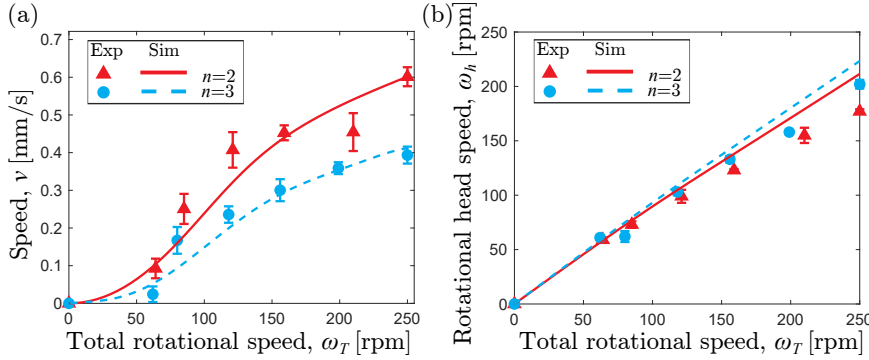 (a)
Exp Sim
n=2
n=3
0.7
0.6
0.5
0.4
0.3
0.2
0.1
0
0 50 100 150 200 250
Speed, v [mm/s]
Total rotational speed, ω_T [rpm]
(b)
Exp Sim
n=2
n=3
250
200
150
100
50
0
0 50 100 150 200 250
Rotational head speed, ω_h [rpm]
Total rotational speed, ω_T [rpm]